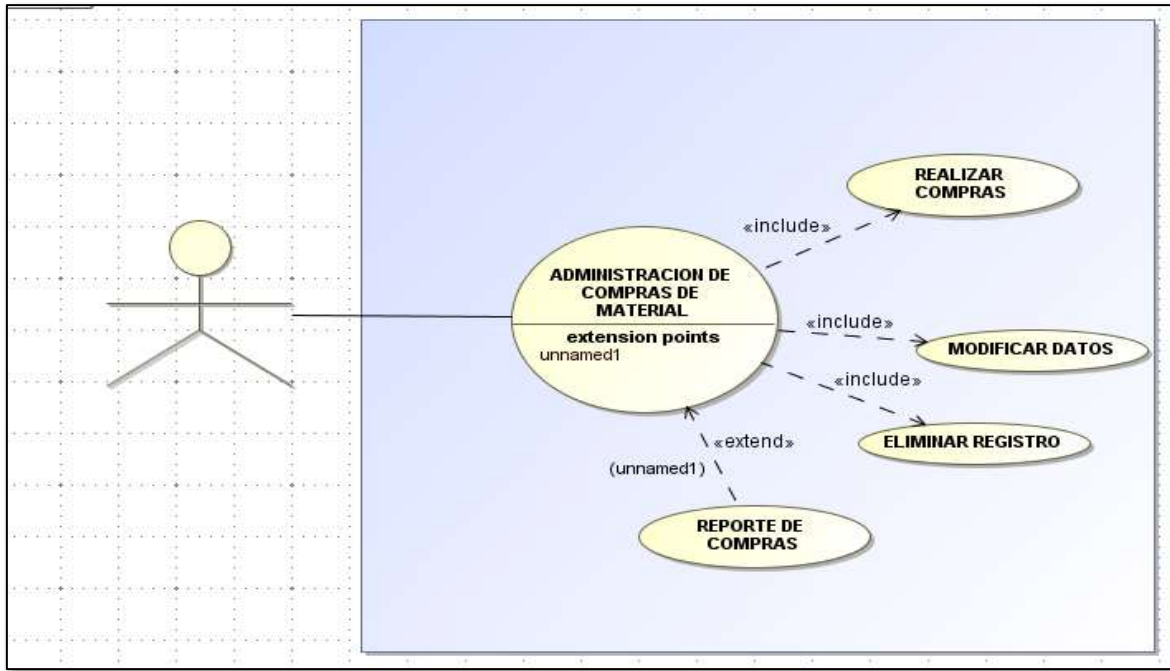 REALIZAR
COMPRAS
«include»
ADMINISTRACION DE
COMPRAS DE
MATERIAL
extension points
unnamed1
«include»
MODIFICAR DATOS
«include»
ELIMINAR REGISTRO
«extend»
(unnamed1)
REPORTE DE
COMPRAS